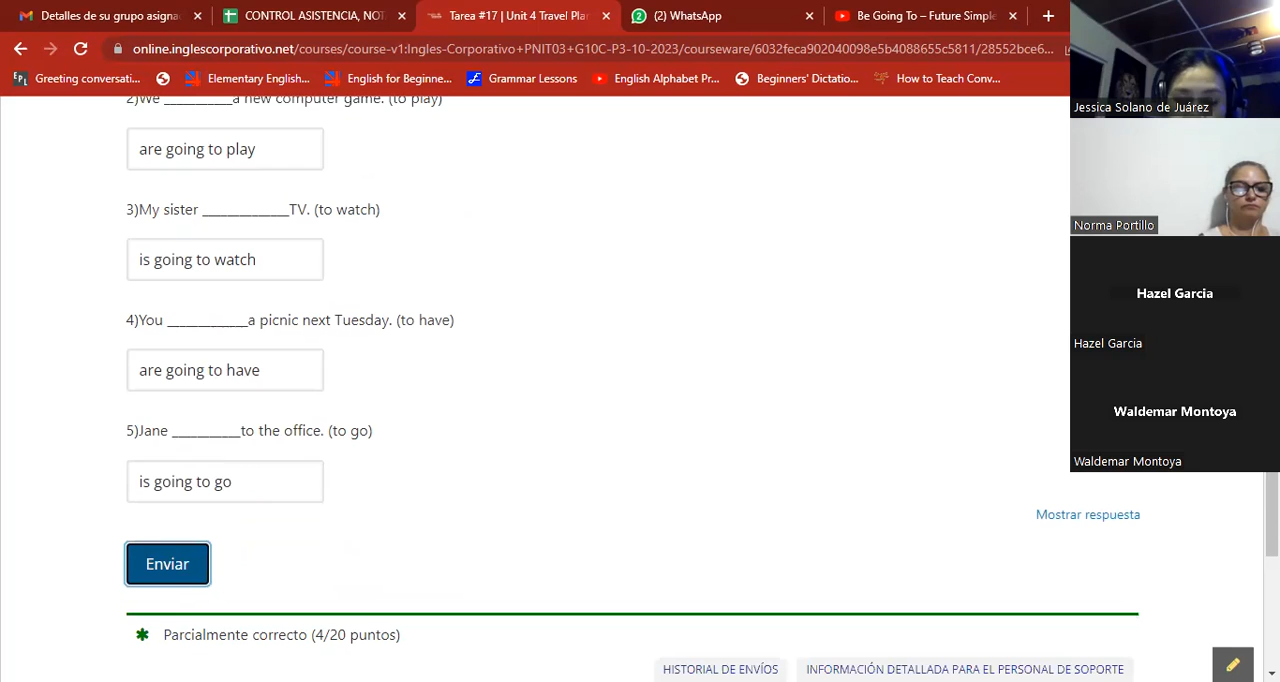 Detalles de su grupo asigna
CONTROL ASISTENCIA, NOT
Tarea #17 | Unit 4 Travel Plan
(2) WhatsApp
Be Going To – Future Simple
online.inglescorporativo.net/courses/course-v1:Ingles-Corporativo+PNIT03+G10C-P3-10-2023/courseware/6032feca902040098e5b4088655c5811/28552bce6...
Greeting conversati...
Elementary English...
English for Beginne...
Grammar Lessons
English Alphabet Pr...
Beginners' Dictatio...
How to Teach Conv...
2)We __________a new computer game. (to play)
are going to play
3)My sister _____________TV. (to watch)
is going to watch
4)You ____________a picnic next Tuesday. (to have)
are going to have
5)Jane __________to the office. (to go)
is going to go
Mostrar respuesta
Enviar
Parcialmente correcto (4/20 puntos)
HISTORIAL DE ENVÍOS
INFORMACIÓN DETALLADA PARA EL PERSONAL DE SOPORTE
Jessica Solano de Juárez
Norma Portillo
Hazel Garcia
Hazel Garcia
Waldemar Montoya
Waldemar Montoya